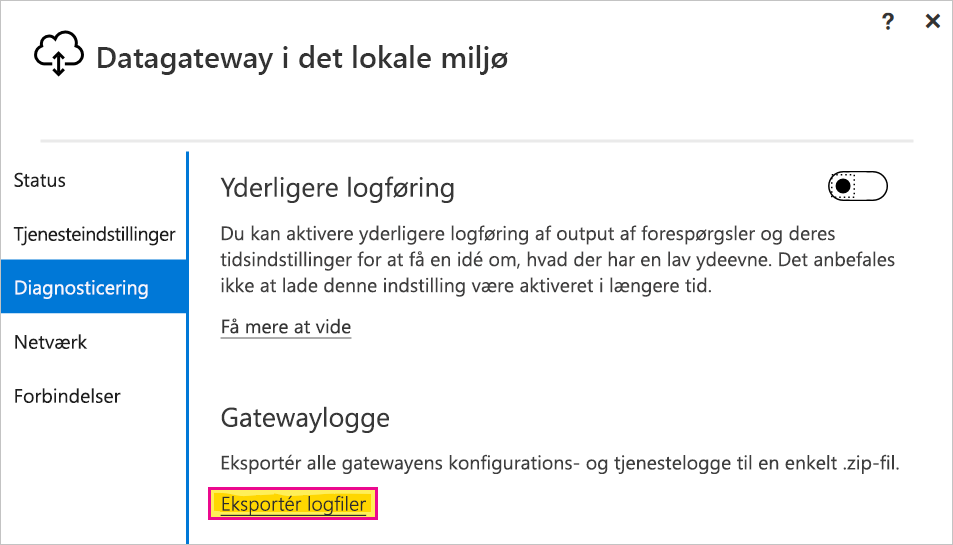 ? ×
Datagateway i det lokale miljø
Status
Tjenesteindstillinger
Diagnosticering
Netværk
Forbindelser
Yderligere logføring
Du kan aktivere yderligere logføring af output af forespørgsler og deres
tidsindstillinger for at få en idé om, hvad der har en lav ydeevne. Det anbefales
ikke at lade denne indstilling være aktiveret i længere tid.
Få mere at vide
Gatewaylogge
Eksportér alle gatewayens konfigurations- og tjenestelogge til en enkelt .zip-fil.
Eksportér logfiler